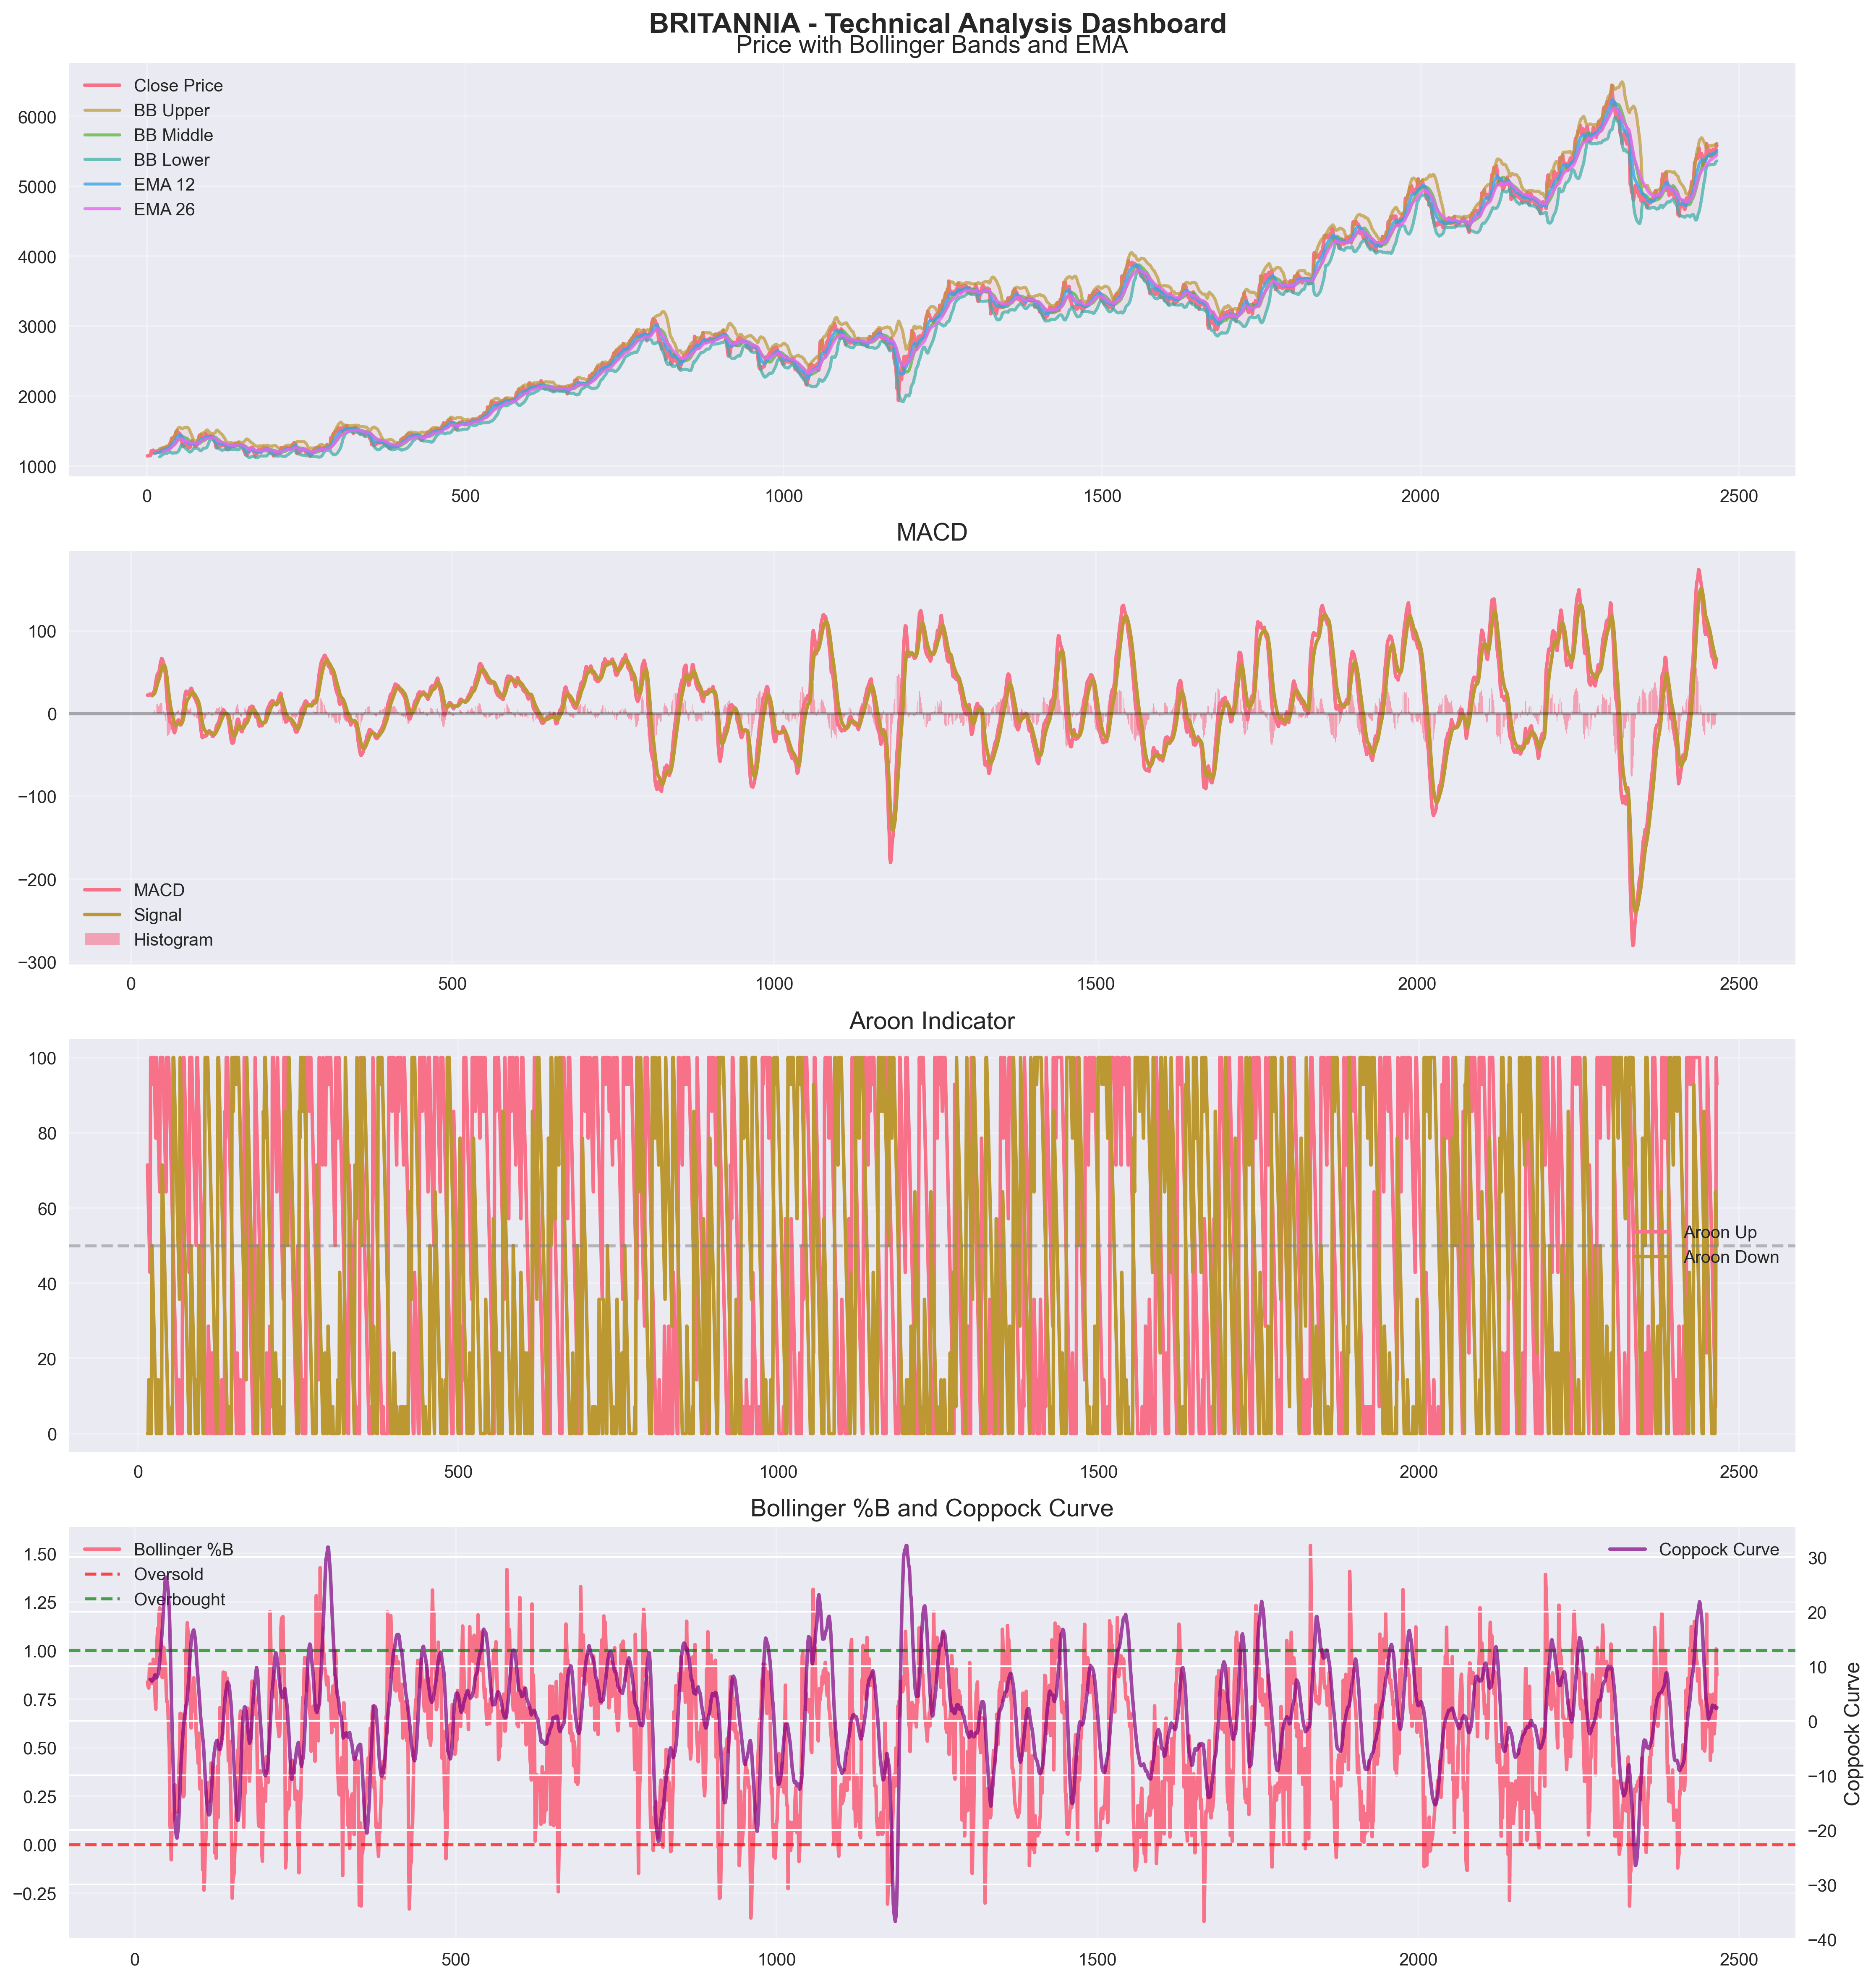 BRITANNIA - Technical Analysis Dashboard
Price with Bollinger Bands and EMA
Close Price
BB Upper
BB Middle
BB Lower
EMA 12
EMA 26
6000
5000
4000
3000
2000
1000
0 500 1000 1500 2000 2500
MACD
100
0
−100
−200
−300
MACD
Signal
Histogram
0 500 1000 1500 2000 2500
Aroon Indicator
100
80
60
40
20
0
Aroon Up
Aroon Down
0 500 1000 1500 2000 2500
Bollinger %B and Coppock Curve
Bollinger %B
Oversold
Overbought
Coppock Curve
1.50
1.25
1.00
0.75
0.50
0.25
0.00
−0.25
30
20
10
0
−10
−20
−30
−40
Coppock Curve
0 500 1000 1500 2000 2500